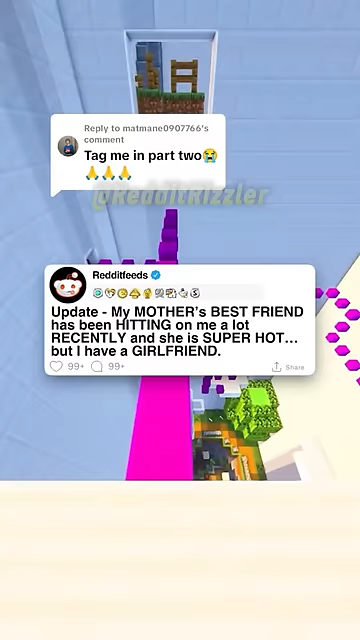 Reply to matmane0907766's
comment
Tag me in part two😭
🙏🙏🙏
@RedditRizzler
Redditfeeds
Update - My MOTHER'S BEST FRIEND
has been HITTING on me a lot
RECENTLY and she is SUPER HOT...
but I have a GIRLFRIEND.
99+ 99+ Share